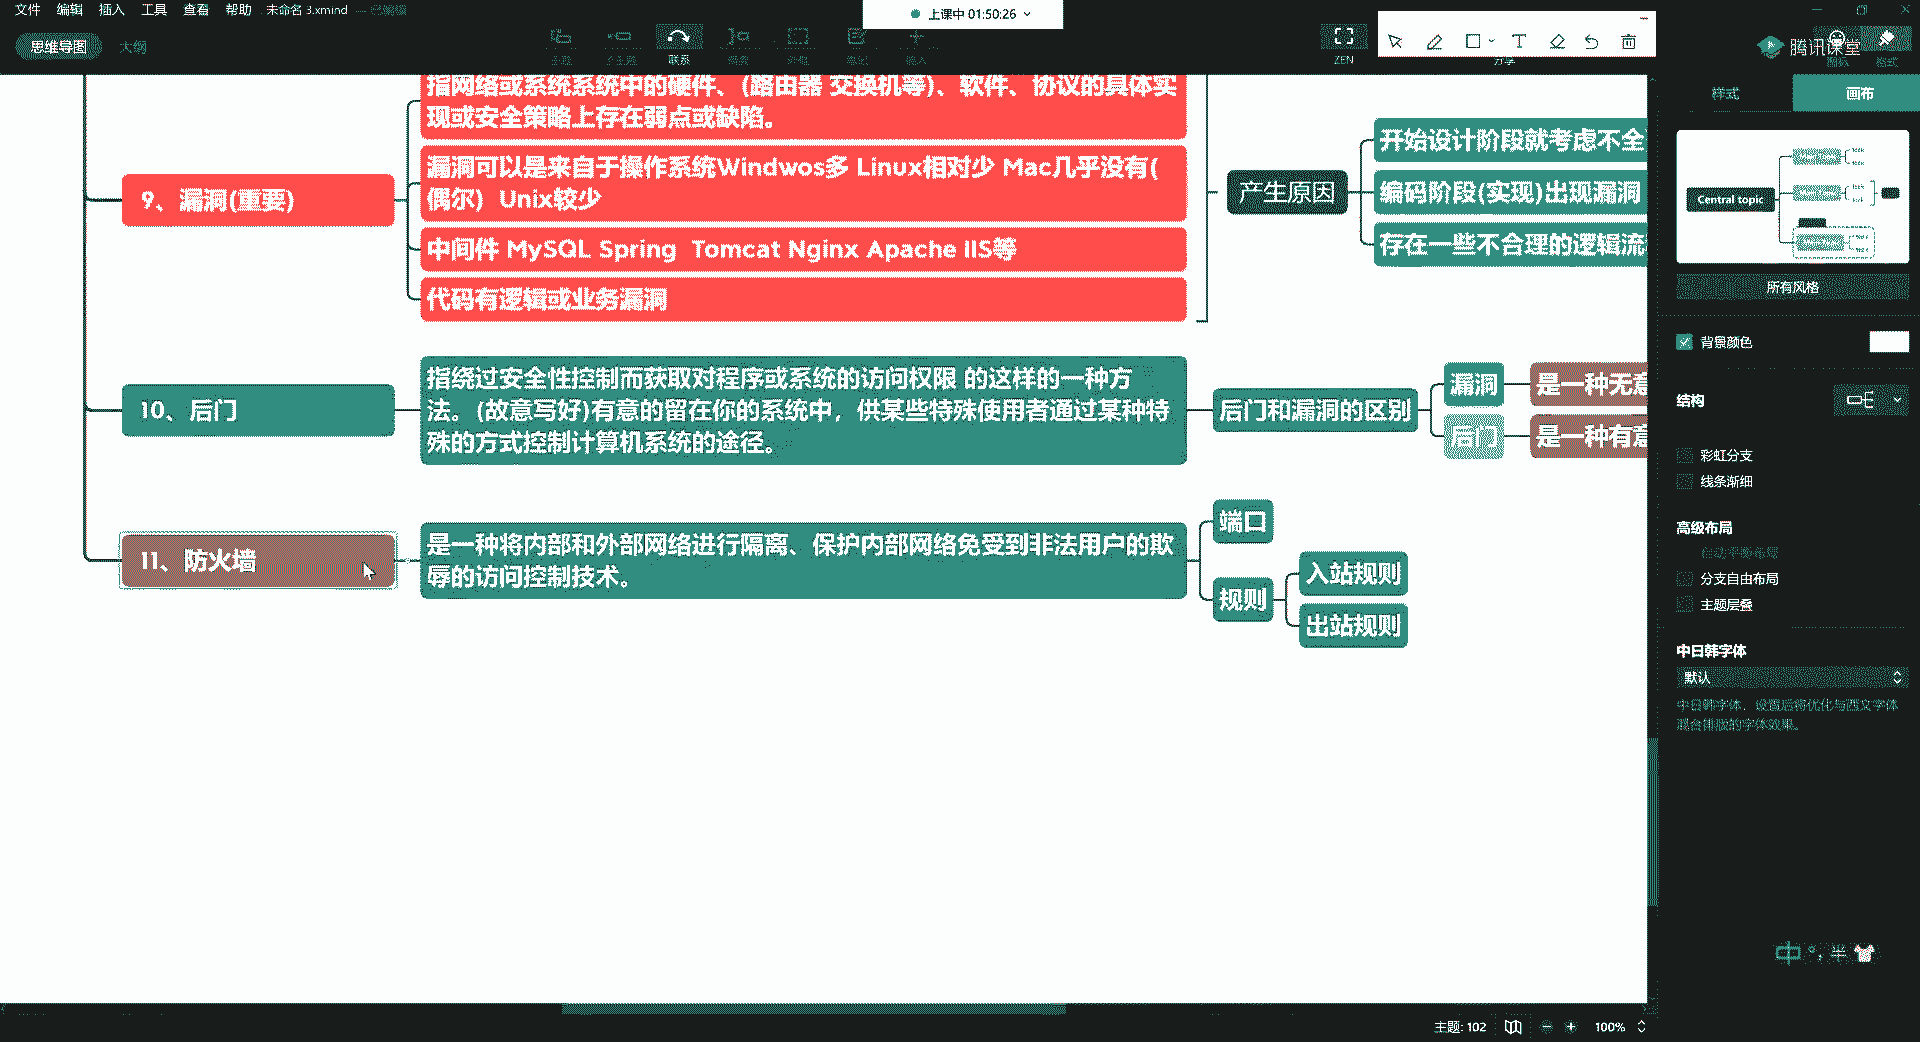 文件 编辑 插入 工具 查看 帮助 未命名 3.xmind — 已编辑
上课中 01:50:26
思维导图 大纲
联系
ZEN
分享
腾讯课堂
图标 格式
样式 画布
指网络或系统系统中的硬件、(路由器 交换机等)、软件、协议的具体实
现或安全策略上存在弱点或缺陷。
9、漏洞(重要)
漏洞可以是来自于操作系统Windwos多 Linux相对少 Mac几乎没有(
偶尔) Unix较少
中间件 MySQL Spring Tomcat Nginx Apache IIS等
代码有逻辑或业务漏洞
产生原因
开始设计阶段就考虑不全
编码阶段(实现)出现漏洞
存在一些不合理的逻辑流
10、后门
指绕过安全性控制而获取对程序或系统的访问权限 的这样的一种方
法。(故意写好)有意的留在你的系统中，供某些特殊使用者通过某种特
殊的方式控制计算机系统的途径。
后门和漏洞的区别
漏洞
是一种无意
后门
是一种有意
11、防火墙
是一种将内部和外部网络进行隔离、保护内部网络免受到非法用户的欺
辱的访问控制技术。
端口
规则
入站规则
出站规则
Central topic
所有风格
背景颜色
结构
彩虹分支
线条渐细
高级布局
自动平衡布局
分支自由布局
主题层叠
中日韩字体
默认
中日韩字体，设置后将优化与西文字体
混合排版的字体效果。
中 °, 半
主题: 102
100%